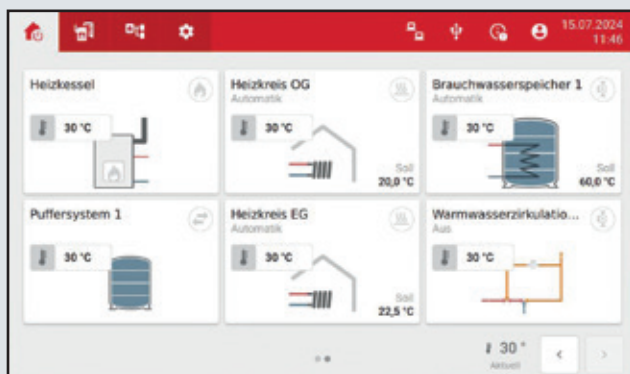 15.07.2024
11:46
Heizkessel
30 °C
Heizkreis OG
Automatik
30 °C
Soll
20,0 °C
Brauchwasserspeicher 1
Automatik
30 °C
Soll
60,0 °C
Puffersystem 1
30 °C
Heizkreis EG
Automatik
30 °C
Soll
22,5 °C
Warmwasserzirkulatio...
Aus
30 °C
30 °
Aktuell